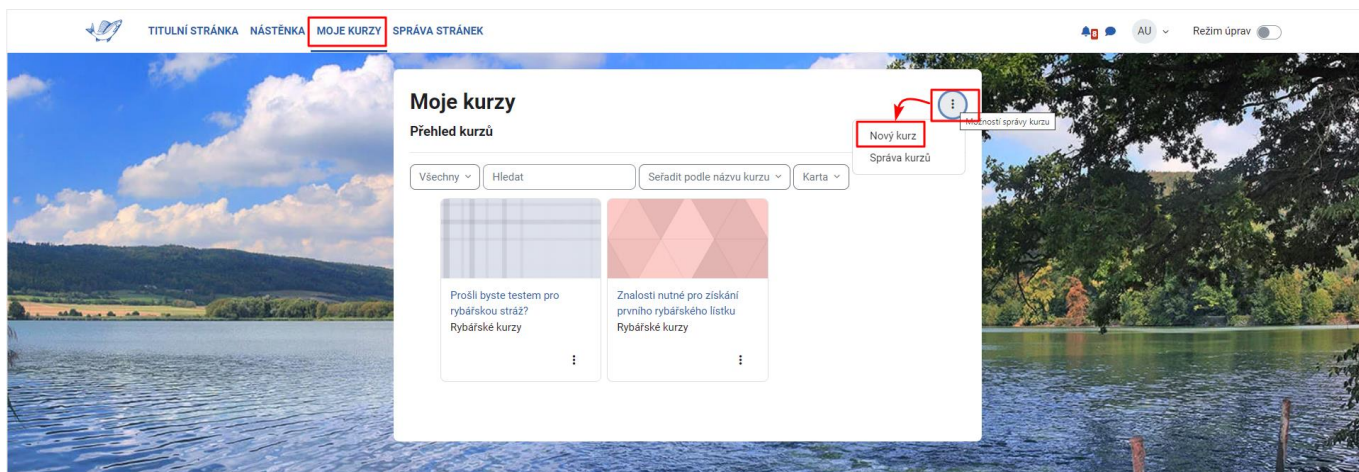 TITULNÍ STRÁNKA NÁSTĚNKA MOJE KURZY SPRÁVA STRÁNEK
8 AU Režim úprav
Moje kurzy
Přehled kurzů
Možností správy kurzu
Nový kurz
Správa kurzů
Všechny Hledat Seřadit podle názvu kurzu Karta
Prošli byste testem pro
rybářskou stráž?
Rybářské kurzy
Znalosti nutné pro získání
prvního rybářského lístku
Rybářské kurzy